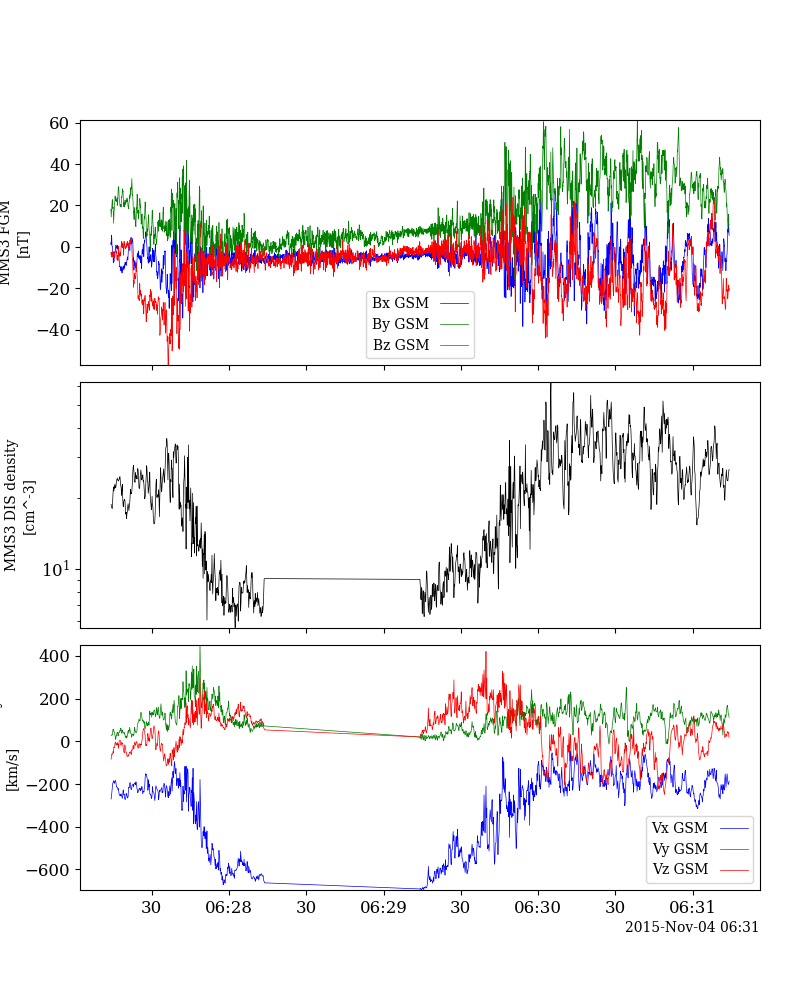 60
40
20
0
−20
−40
MMS3 FGM
[nT]
Bx GSM
By GSM
Bz GSM
10^1
MMS3 DIS density
[cm^-3]
400
200
0
−200
−400
−600
[km/s]
Vx GSM
Vy GSM
Vz GSM
30 06:28 30 06:29 30 06:30 30 06:31
2015-Nov-04 06:31